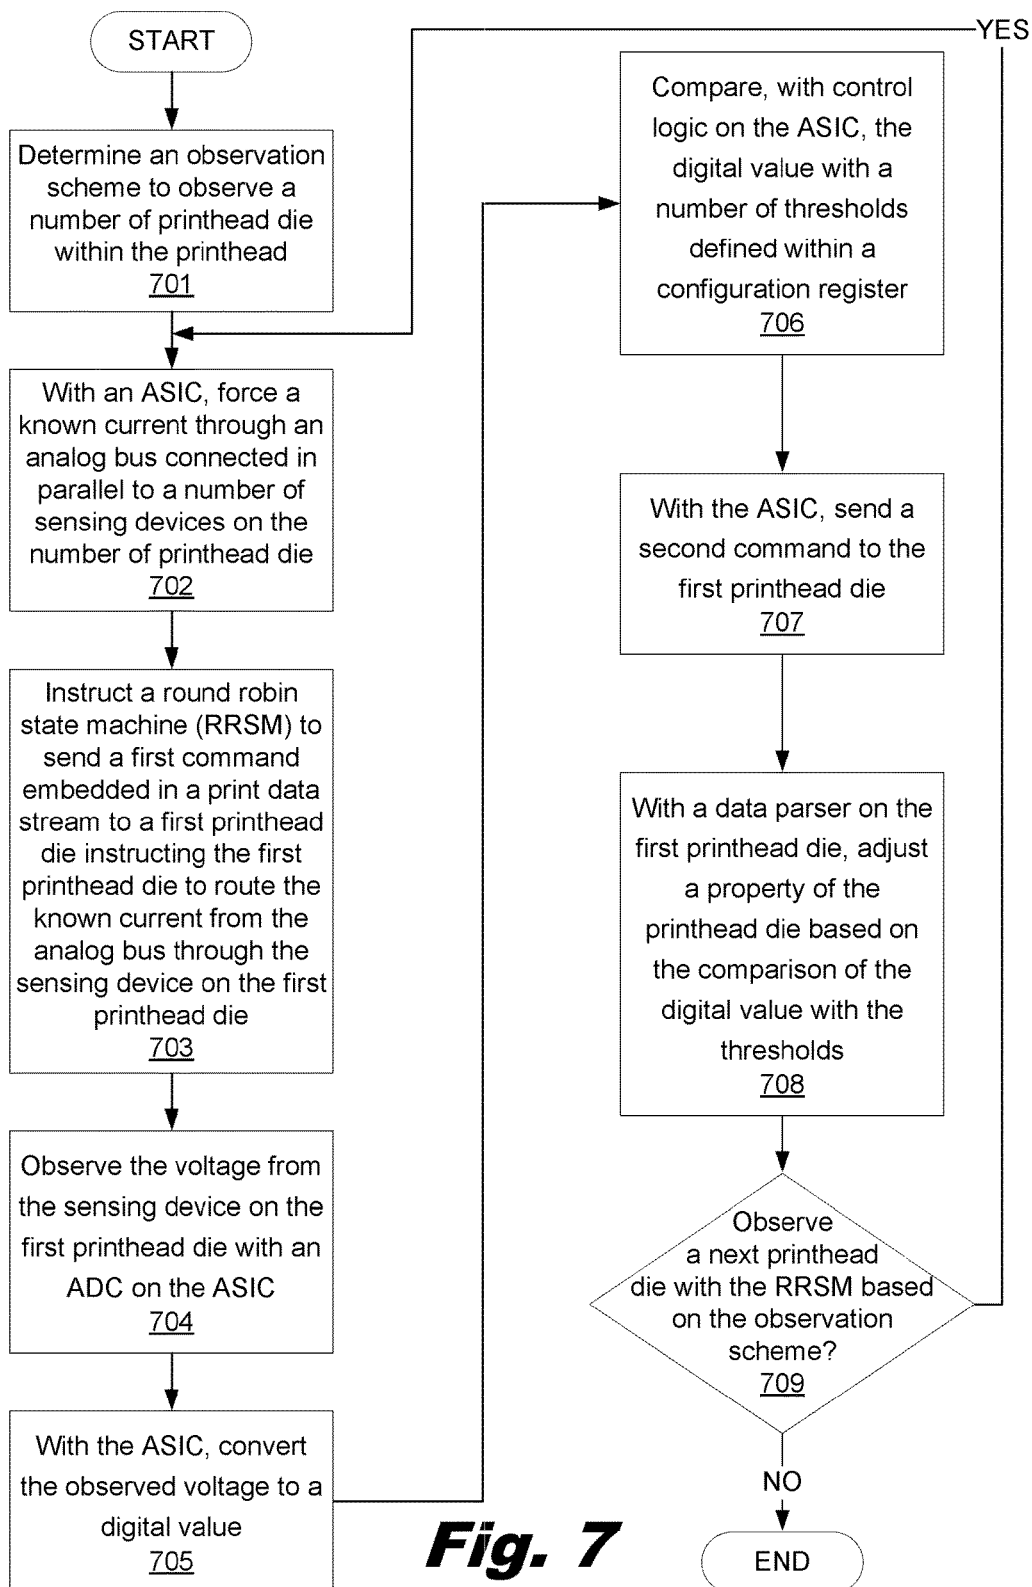 START
Determine an observation
scheme to observe a
number of printhead die
within the printhead
701
With an ASIC, force a
known current through an
analog bus connected in
parallel to a number of
sensing devices on the
number of printhead die
702
Instruct a round robin
state machine (RRSM) to
send a first command
embedded in a print data
stream to a first printhead
die instructing the first
printhead die to route the
known current from the
analog bus through the
sensing device on the first
printhead die
703
Observe the voltage from
the sensing device on the
first printhead die with an
ADC on the ASIC
704
With the ASIC, convert
the observed voltage to a
digital value
705
Compare, with control
logic on the ASIC, the
digital value with a
number of thresholds
defined within a
configuration register
706
With the ASIC, send a
second command to the
first printhead die
707
With a data parser on the
first printhead die, adjust
a property of the
printhead die based on
the comparison of the
digital value with the
thresholds
708
Observe
a next printhead
die with the RRSM based
on the observation
scheme?
709
YES
NO
END
Fig. 7